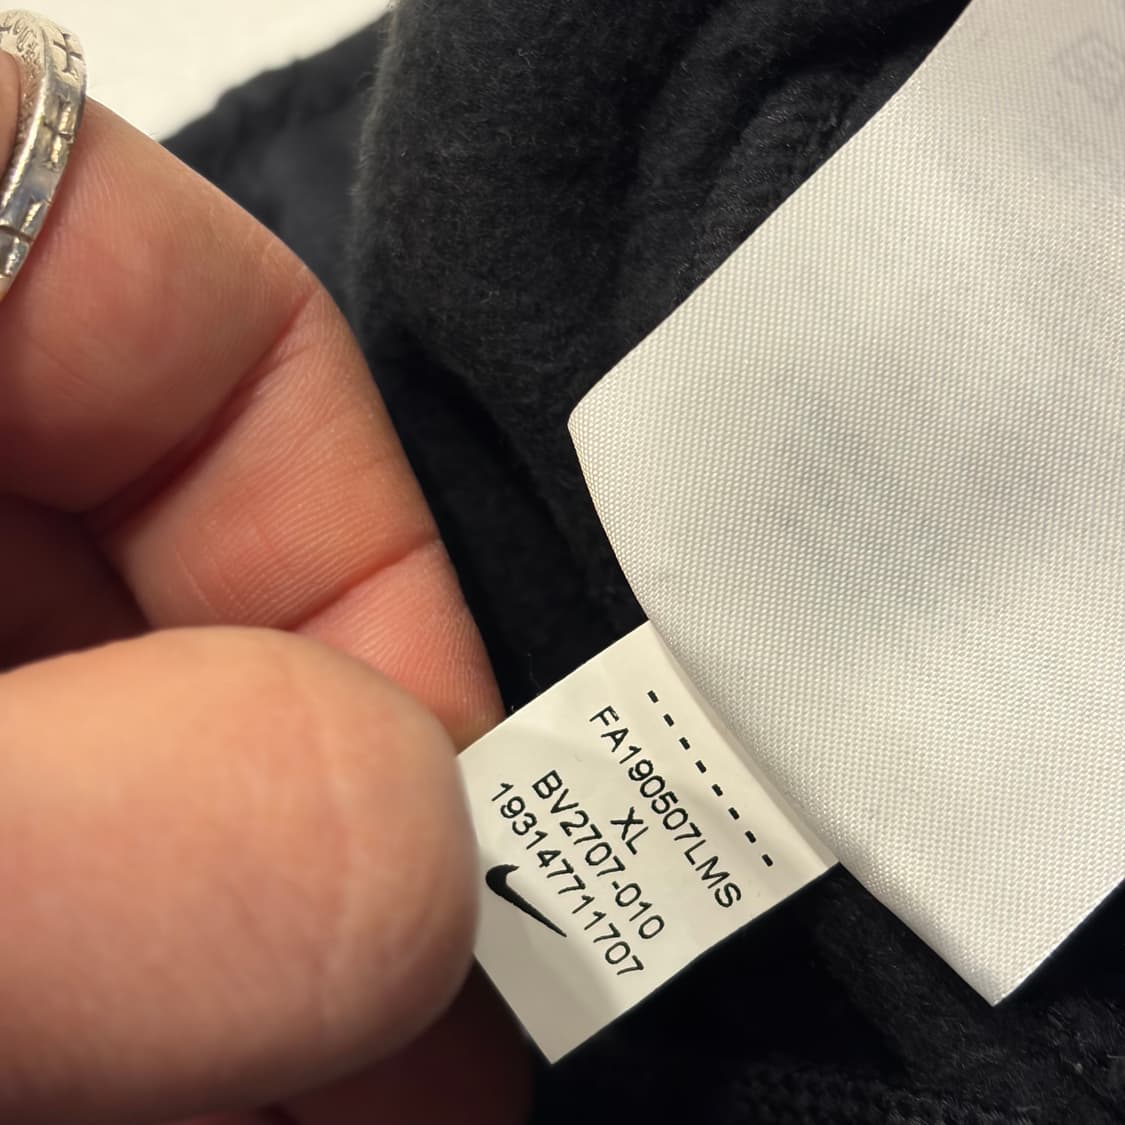 - - - - - - - -
FA190507LMS
XL
BV2707-010
193147711707